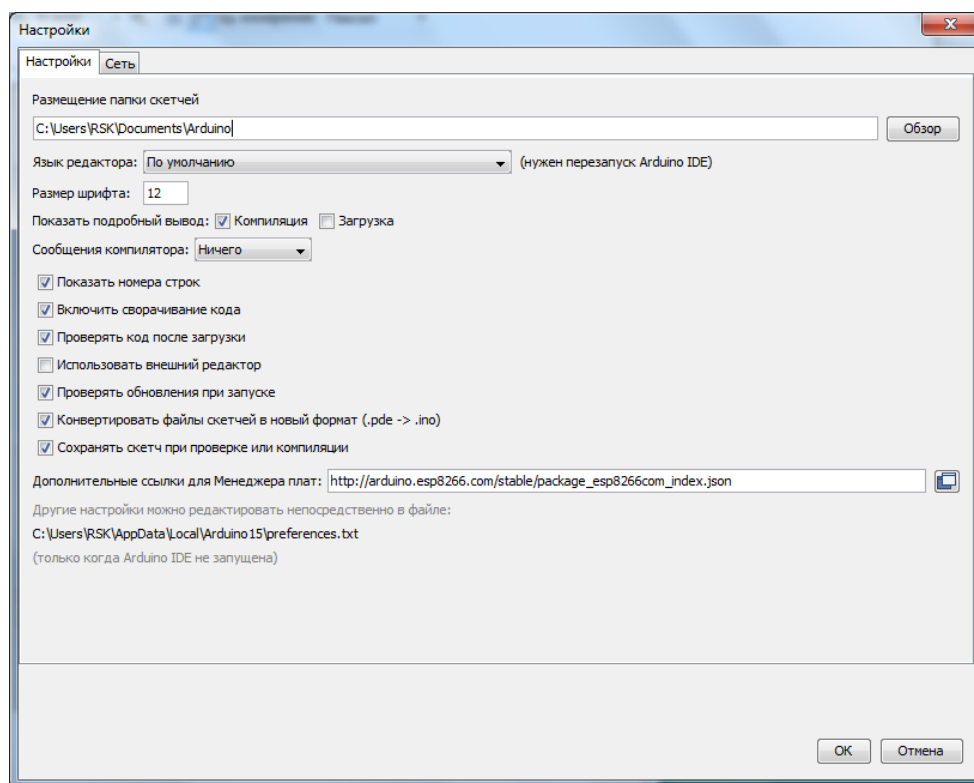 Настройки
Настройки Сеть
Размещение папки скетчей
C:\Users\RSK\Documents\Arduino Обзор
Язык редактора: По умолчанию (нужен перезапуск Arduino IDE)
Размер шрифта: 12
Показать подробный вывод: Компиляция Загрузка
Сообщения компилятора: Ничего
Показать номера строк
Включить сворачивание кода
Проверять код после загрузки
Использовать внешний редактор
Проверять обновления при запуске
Конвертировать файлы скетчей в новый формат (.pde -> .ino)
Сохранять скетч при проверке или компиляции
Дополнительные ссылки для Менеджера плат: http://arduino.esp8266.com/stable/package_esp8266com_index.json
Другие настройки можно редактировать непосредственно в файле:
C:\Users\RSK\AppData\Local\Arduino15\preferences.txt
(только когда Arduino IDE не запущена)
OK Отмена